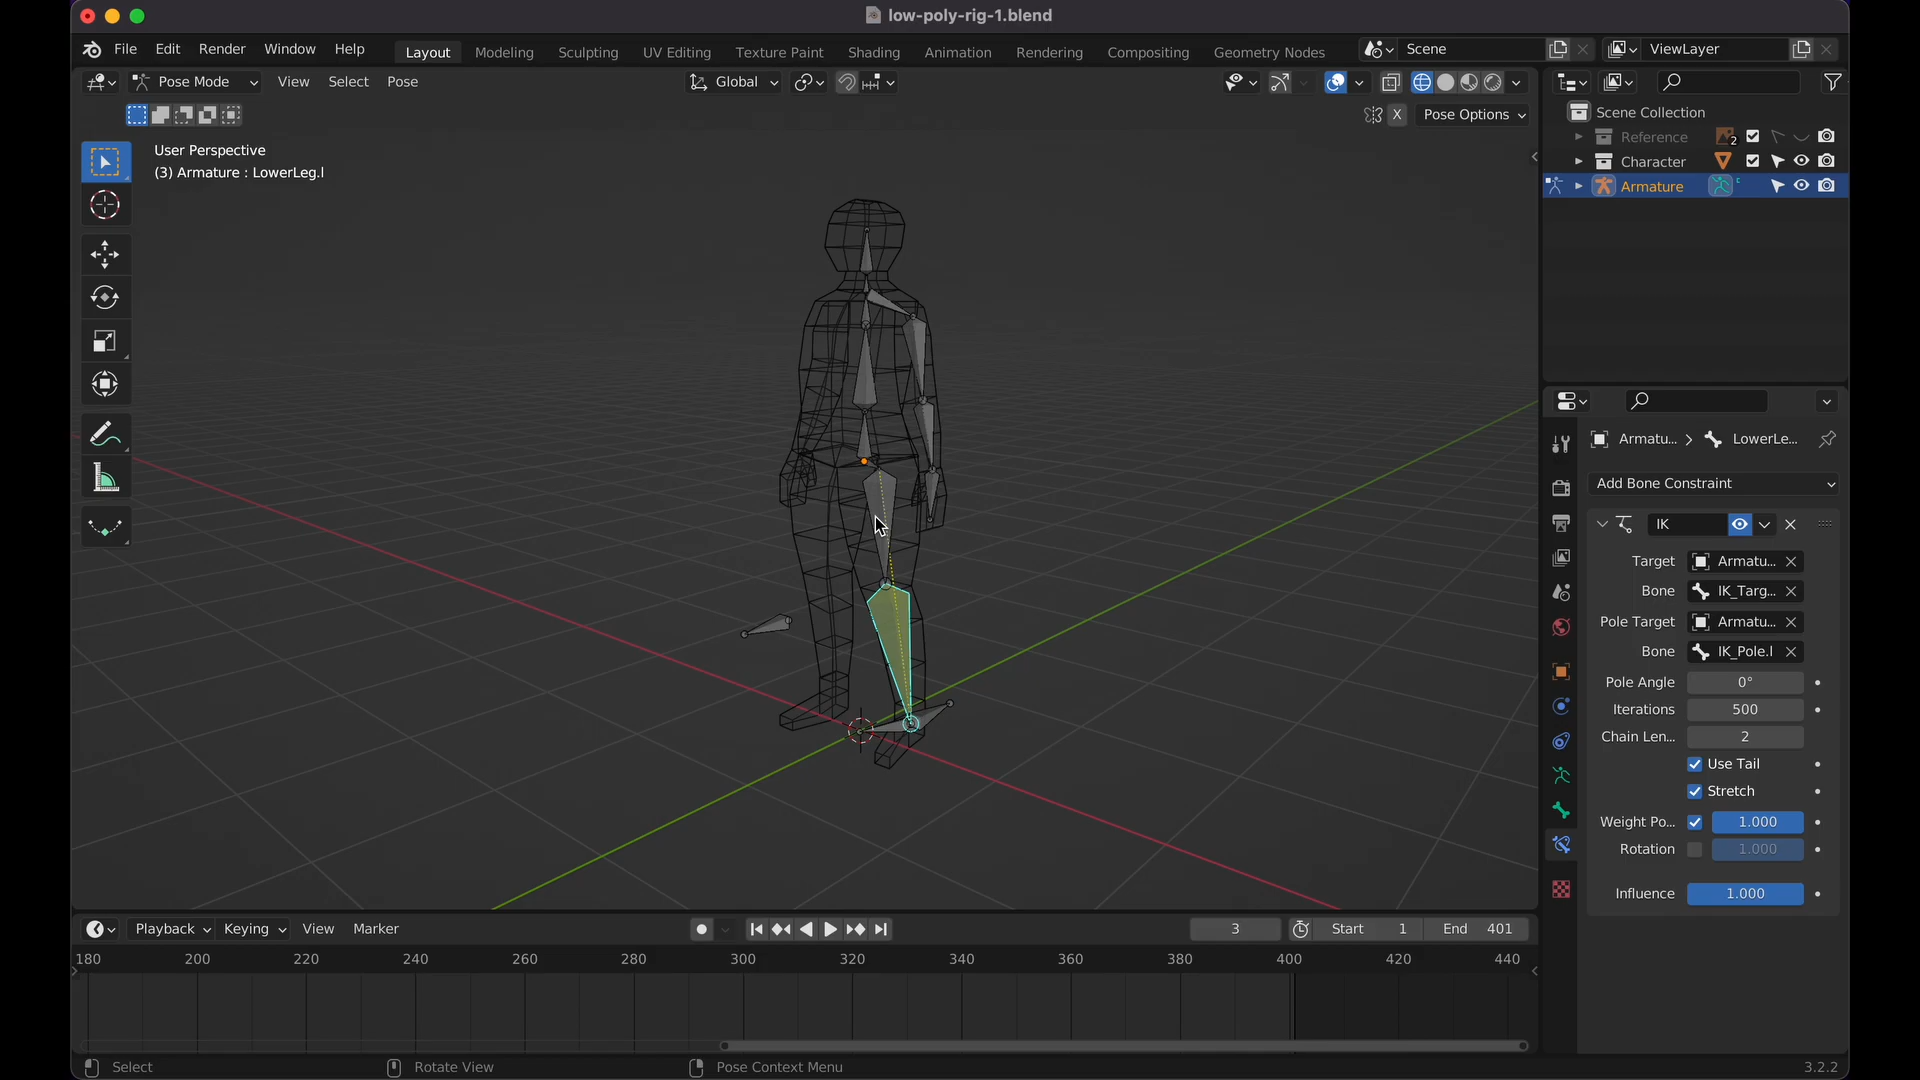 low-poly-rig-1.blend
File Edit Render Window Help Layout Modeling Sculpting UV Editing Texture Paint Shading Animation Rendering Compositing Geometry Nodes Scene ViewLayer
Pose Mode View Select Pose Global
X Pose Options
User Perspective
(3) Armature : LowerLeg.l
Scene Collection
Reference 2
Character
Armature
Armatu... LowerLe...
Add Bone Constraint
IK
Target Armatu...
Bone IK_Targ...
Pole Target Armatu...
Bone IK_Pole.l
Pole Angle 0°
Iterations 500
Chain Len... 2
Use Tail
Stretch
Weight Po... 1.000
Rotation 1.000
Influence 1.000
Playback Keying View Marker 3 Start 1 End 401
180 200 220 240 260 280 300 320 340 360 380 400 420 440
Select Rotate View Pose Context Menu 3.2.2